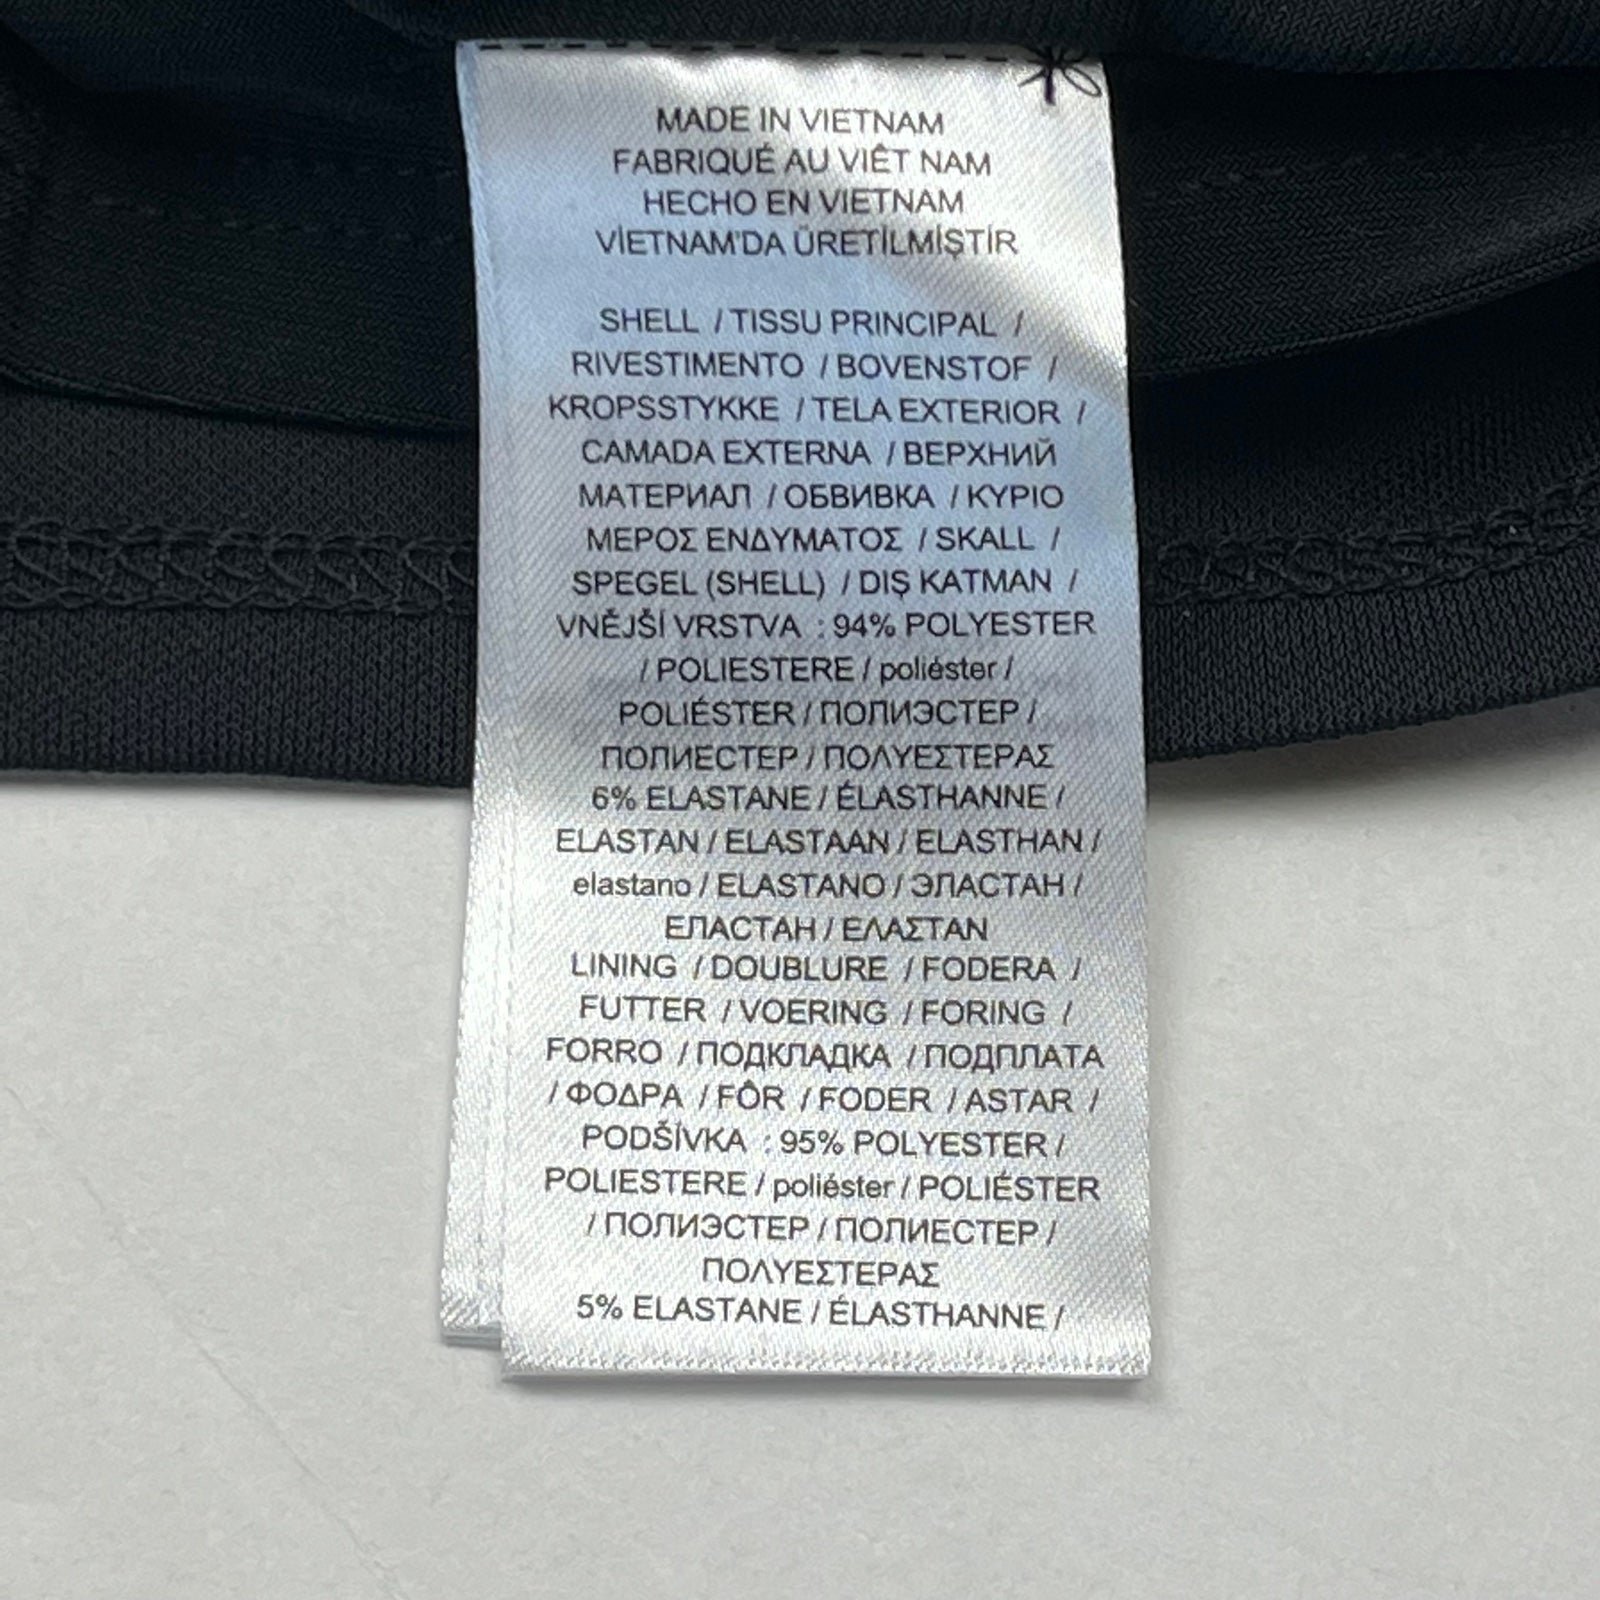 MADE IN VIETNAM
FABRIQUÉ AU VIÊT NAM
HECHO EN VIETNAM
VİETNAM'DA ÜRETİLMİŞTİR
SHELL / TISSU PRINCIPAL /
RIVESTIMENTO / BOVENSTOF /
KROPSSTYKKE / TELA EXTERIOR /
CAMADA EXTERNA / ВЕРХНИЙ
МАТЕРИАЛ / ОБВИВКА / ΚΥΡΙΟ
ΜΕΡΟΣ ΕΝΔΥΜΑΤΟΣ / SKALL /
SPEGEL (SHELL) / DIŞ KATMAN /
VNĚJŠÍ VRSTVA : 94% POLYESTER
/ POLIESTERE / poliéster /
POLIÉSTER / ПОЛИЭСТЕР /
ПОЛИЕСТЕР / ΠΟΛΥΕΣΤΕΡΑΣ
6% ELASTANE / ÉLASTHANNE /
ELASTAN / ELASTAAN / ELASTHAN /
elastano / ELASTANO / ЭЛАСТАН /
ЕЛАСТАН / ΕΛΑΣΤΑΝ
LINING / DOUBLURE / FODERA /
FUTTER / VOERING / FORING /
FORRO / ПОДКЛАДКА / ПОДПЛАТА
/ ΦΟΔΡΑ / FÔR / FODER / ASTAR /
PODŠÍVKA : 95% POLYESTER /
POLIESTERE / poliéster / POLIÉSTER
/ ПОЛИЭСТЕР / ПОЛИЕСТЕР /
ΠΟΛΥΕΣΤΕΡΑΣ
5% ELASTANE / ÉLASTHANNE /